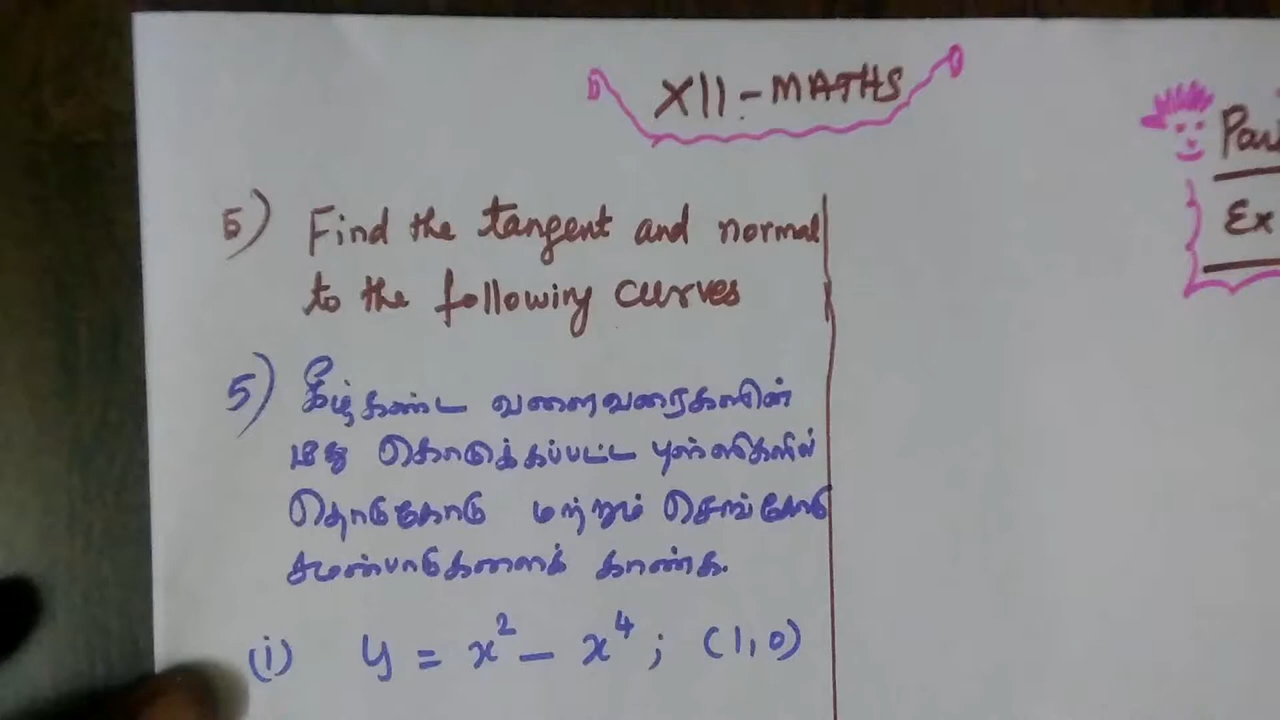 XII - MATHS
5) Find the tangent and normal
to the following curves
5) கீழ்கண்ட வளைவரைகளின்
மீது கொடுக்கப்பட்ட புள்ளிகளில்
தொடுகோடு மற்றும் செங்கோடு
சமன்பாடுகளைக் காண்க.
(i) y = x² - x⁴ ; (1, 0)
Ex